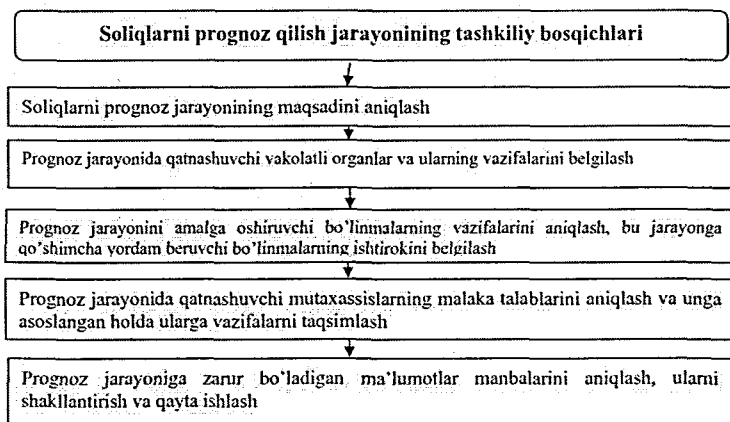 Soliqlarni prognoz qilish jarayonining tashkiliy bosqichlari
Soliqlarni prognoz jarayonining maqsadini aniqlash
Prognoz jarayonida qatnashuvchi vakolatli organlar va ularning vazifalarini belgilash
Prognoz jarayonini amalga oshiruvchi bo'linmalarning vazifalarini aniqlash, bu jarayonga
qo'shimcha yordam beruvchi bo'linmalarning ishtirokini belgilash
Prognoz jarayonida qatnashuvchi mutaxassislarning malaka talablarini aniqlash va unga
asoslangan holda ularga vazifalarni taqsimlash
Prognoz jarayoniga zarur bo'ladigan ma'lumotlar manbalarini aniqlash, ularni
shakllantirish va qayta ishlash